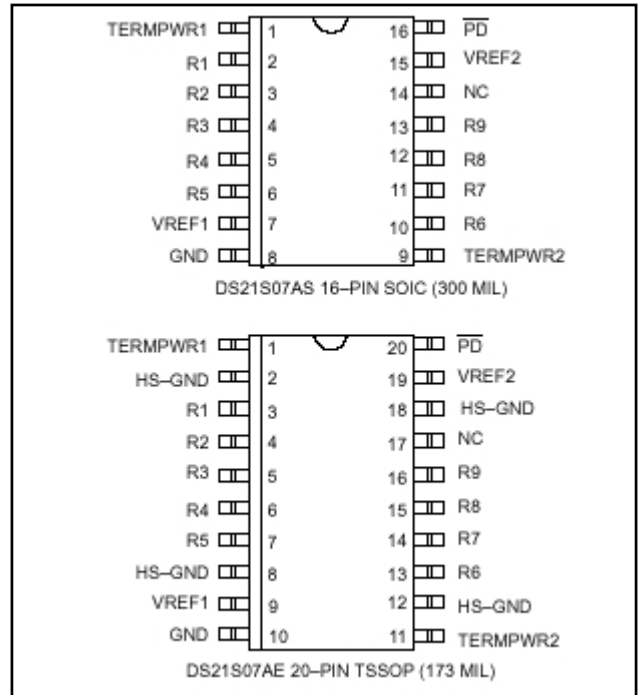 TERMPWR1 1 16 PD
R1 2 15 VREF2
R2 3 14 NC
R3 4 13 R9
R4 5 12 R8
R5 6 11 R7
VREF1 7 10 R6
GND 8 9 TERMPWR2
DS21S07AS 16–PIN SOIC (300 MIL)
TERMPWR1 1 20 PD
HS–GND 2 19 VREF2
R1 3 18 HS–GND
R2 4 17 NC
R3 5 16 R9
R4 6 15 R8
R5 7 14 R7
HS–GND 8 13 R6
VREF1 9 12 HS–GND
GND 10 11 TERMPWR2
DS21S07AE 20–PIN TSSOP (173 MIL)